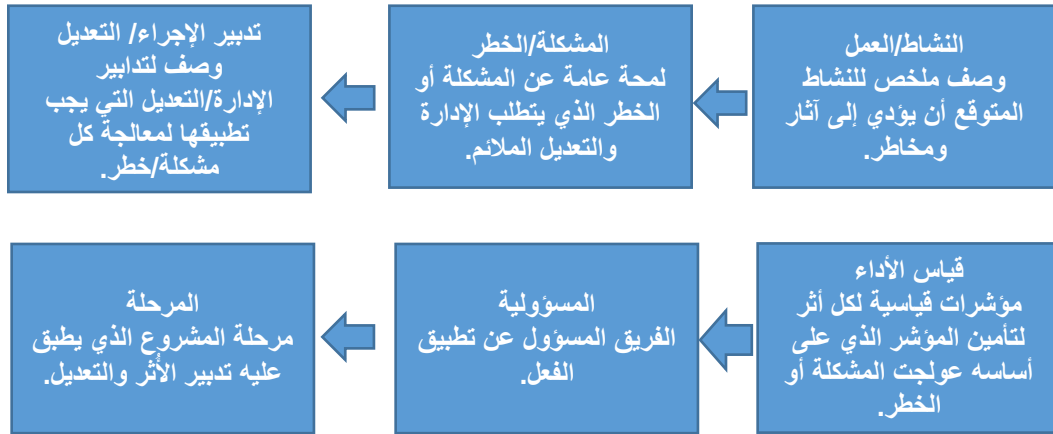 النشاط/العمل
وصف ملخص للنشاط
المتوقع أن يؤدي إلى آثار
ومخاطر.
المشكلة/الخطر
لمحة عامة عن المشكلة أو
الخطر الذي يتطلب الإدارة
والتعديل الملائم.
تدبير الإجراء/ التعديل
وصف لتدابير
الإدارة/التعديل التي يجب
تطبيقها لمعالجة كل
مشكلة/خطر.
قياس الأداء
مؤشرات قياسية لكل أثر
لتأمين المؤشر الذي على
أساسه عولجت المشكلة أو
الخطر.
المسؤولية
الفريق المسؤول عن تطبيق
الفعل.
المرحلة
مرحلة المشروع الذي يطبق
عليه تدبير الأُثر والتعديل.